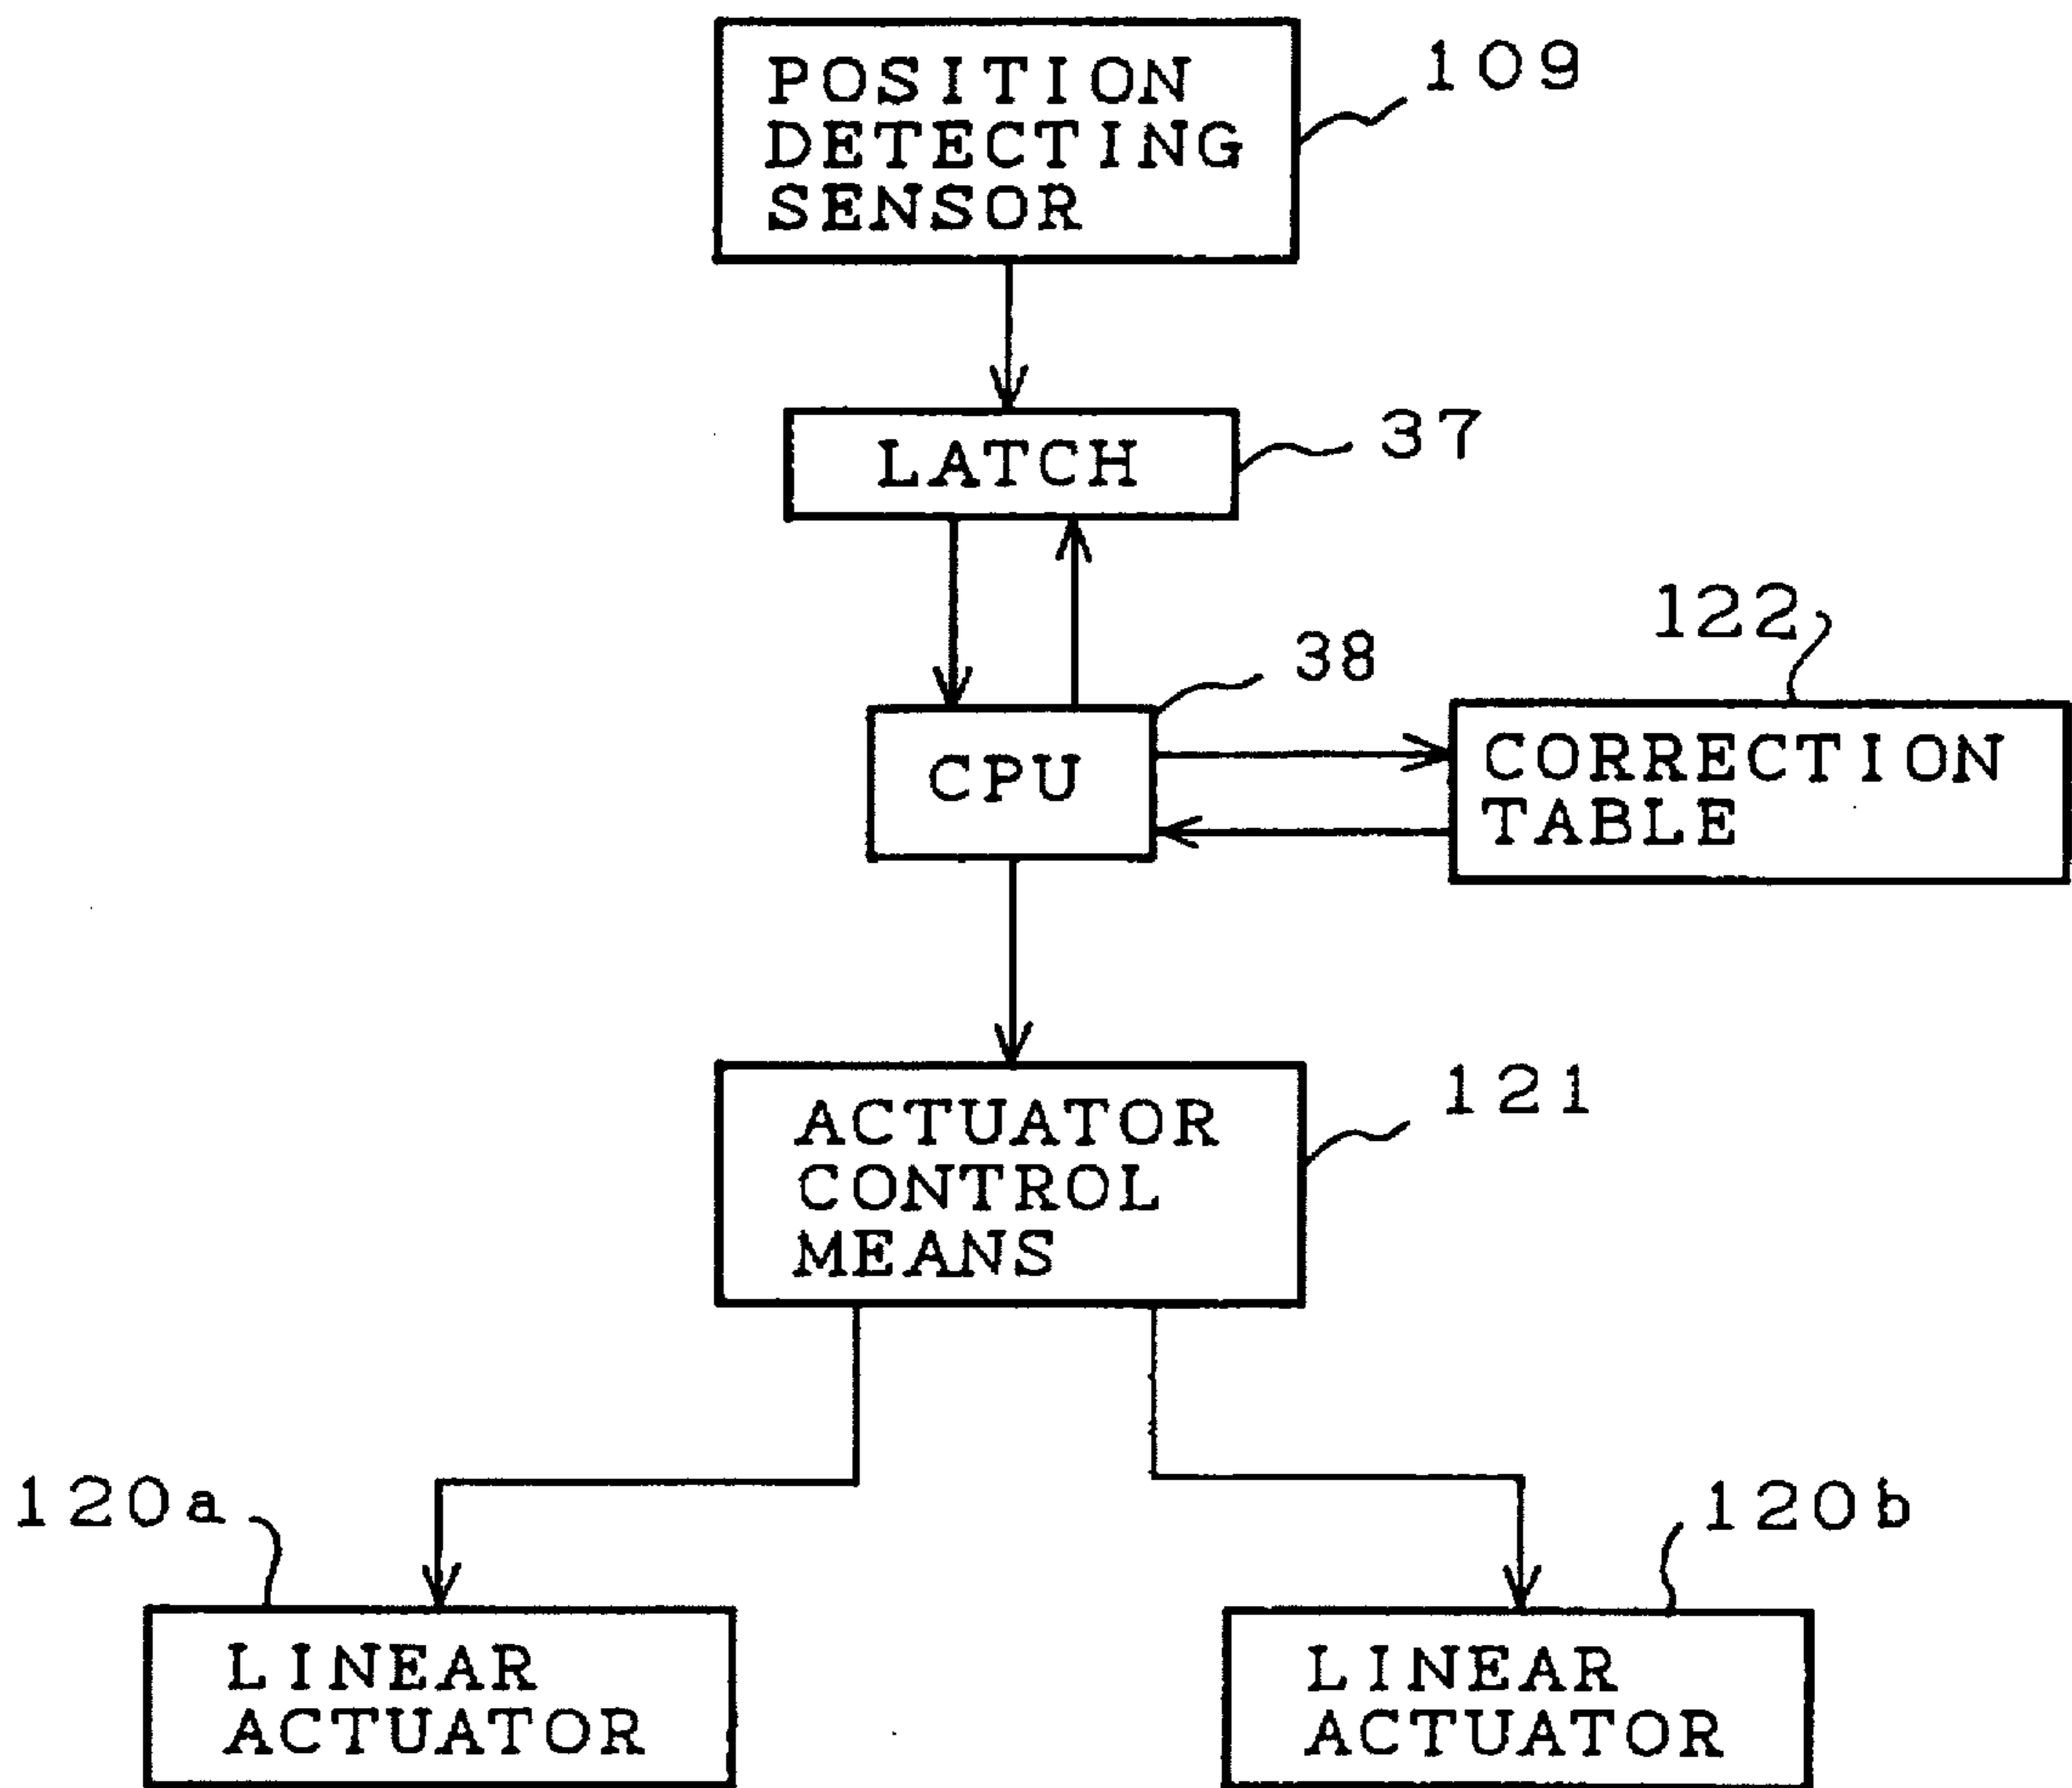 POSITION
DETECTING
SENSOR
109
LATCH
37
38
122
CPU
CORRECTION
TABLE
ACTUATOR
CONTROL
MEANS
121
120a
120b
LINEAR
ACTUATOR
LINEAR
ACTUATOR